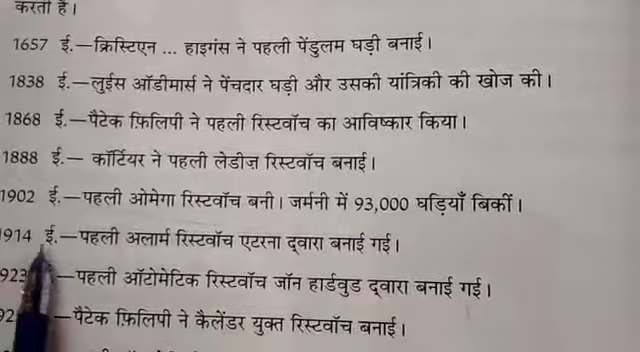 करती है।
1657 ई.—क्रिस्टिएन ... हाइगंस ने पहली पेंडुलम घड़ी बनाई।
1838 ई.—लुईस ऑडीमार्स ने पेंचदार घड़ी और उसकी यांत्रिकी की खोज की।
1868 ई.—पैटेक फ़िलिपी ने पहली रिस्टवॉच का आविष्कार किया।
1888 ई.— कॉर्टियर ने पहली लेडीज़ रिस्टवॉच बनाई।
1902 ई.—पहली ओमेगा रिस्टवॉच बनी। जर्मनी में 93,000 घड़ियाँ बिकीं।
1914 ई.—पहली अलार्म रिस्टवॉच एटरना द्वारा बनाई गई।
923 —पहली ऑटोमेटिक रिस्टवॉच जॉन हार्डवुड द्वारा बनाई गई।
92 —पैटेक फ़िलिपी ने कैलेंडर युक्त रिस्टवॉच बनाई।